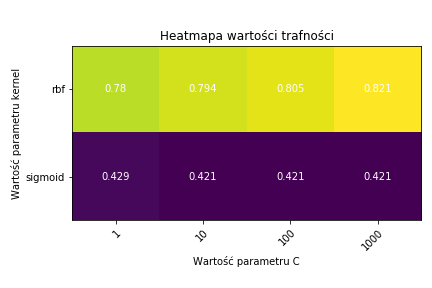 Heatmapa wartości trafności
Wartość parametru kernel
rbf
0.78 0.794 0.805 0.821
sigmoid
0.429 0.421 0.421 0.421
1 10 100 1000
Wartość parametru C